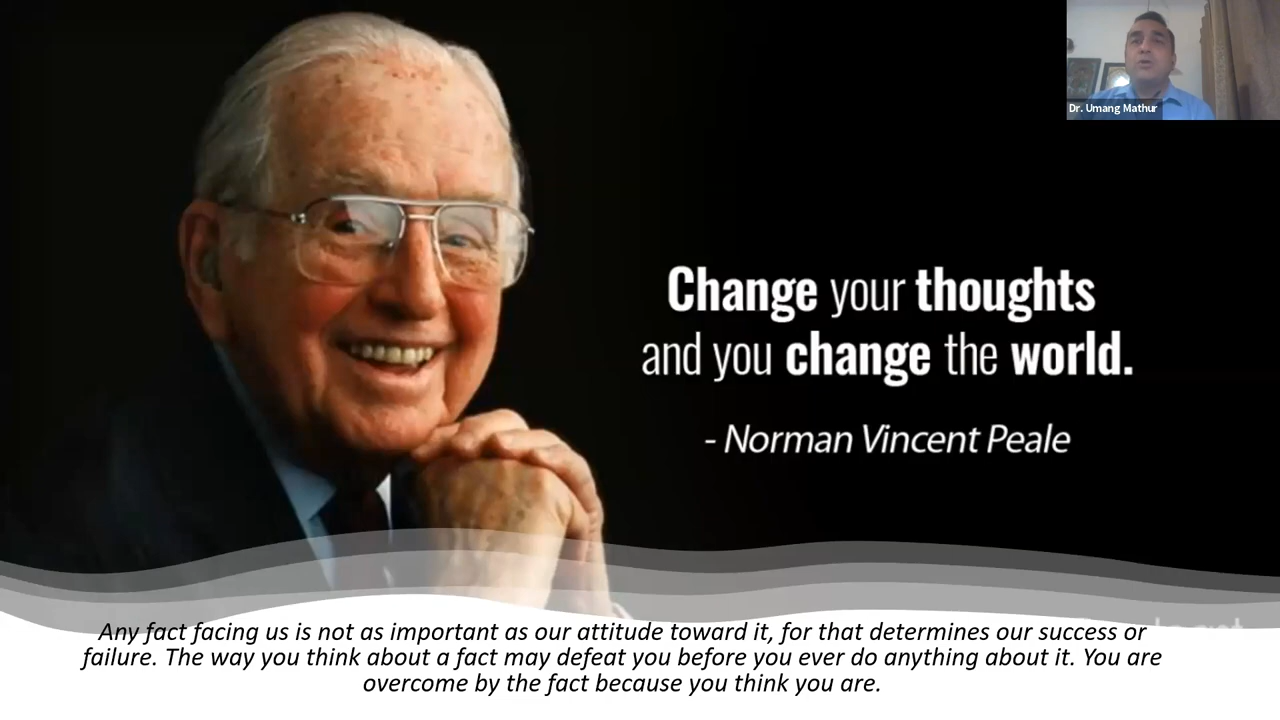 Dr. Umang Mathur
Change your thoughts
and you change the world.
- Norman Vincent Peale
Any fact facing us is not as important as our attitude toward it, for that determines our success or
failure. The way you think about a fact may defeat you before you ever do anything about it. You are
overcome by the fact because you think you are.